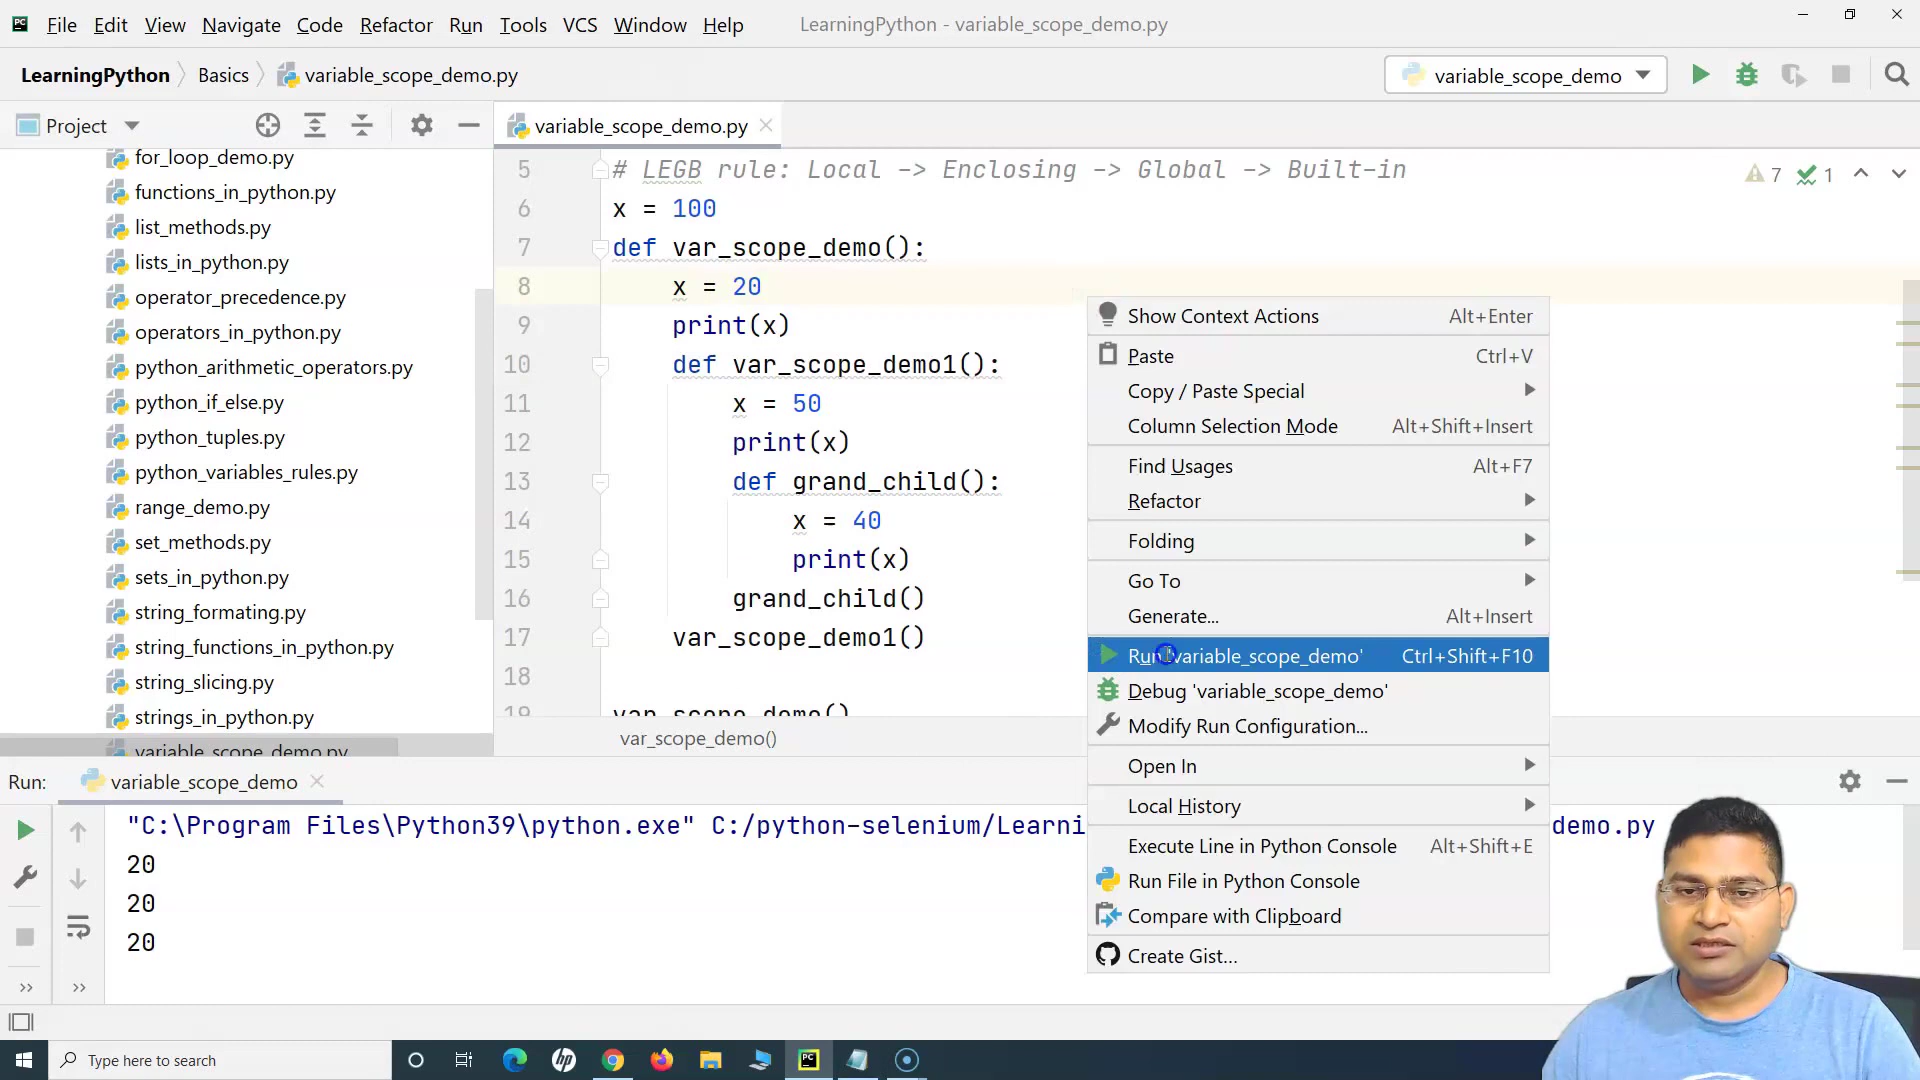 File Edit View Navigate Code Refactor Run Tools VCS Window Help LearningPython - variable_scope_demo.py
LearningPython Basics variable_scope_demo.py variable_scope_demo
Project
variable_scope_demo.py
for_loop_demo.py
functions_in_python.py
list_methods.py
lists_in_python.py
operator_precedence.py
operators_in_python.py
python_arithmetic_operators.py
python_if_else.py
python_tuples.py
python_variables_rules.py
range_demo.py
set_methods.py
sets_in_python.py
string_formating.py
string_functions_in_python.py
string_slicing.py
strings_in_python.py
variable_scope_demo.py
5 # LEGB rule: Local -> Enclosing -> Global -> Built-in
7 1
6 x = 100
7 def var_scope_demo():
8 x = 20
9 print(x)
10 def var_scope_demo1():
11 x = 50
12 print(x)
13 def grand_child():
14 x = 40
15 print(x)
16 grand_child()
17 var_scope_demo1()
18
19 var_scope_demo()
var_scope_demo()
Show Context Actions Alt+Enter
Paste Ctrl+V
Copy / Paste Special
Column Selection Mode Alt+Shift+Insert
Find Usages Alt+F7
Refactor
Folding
Go To
Generate... Alt+Insert
Run 'variable_scope_demo' Ctrl+Shift+F10
Debug 'variable_scope_demo'
Modify Run Configuration...
Open In
Local History
Execute Line in Python Console Alt+Shift+E
Run File in Python Console
Compare with Clipboard
Create Gist...
Run: variable_scope_demo
"C:\Program Files\Python39\python.exe" C:/python-selenium/Learni demo.py
20
20
20
Type here to search